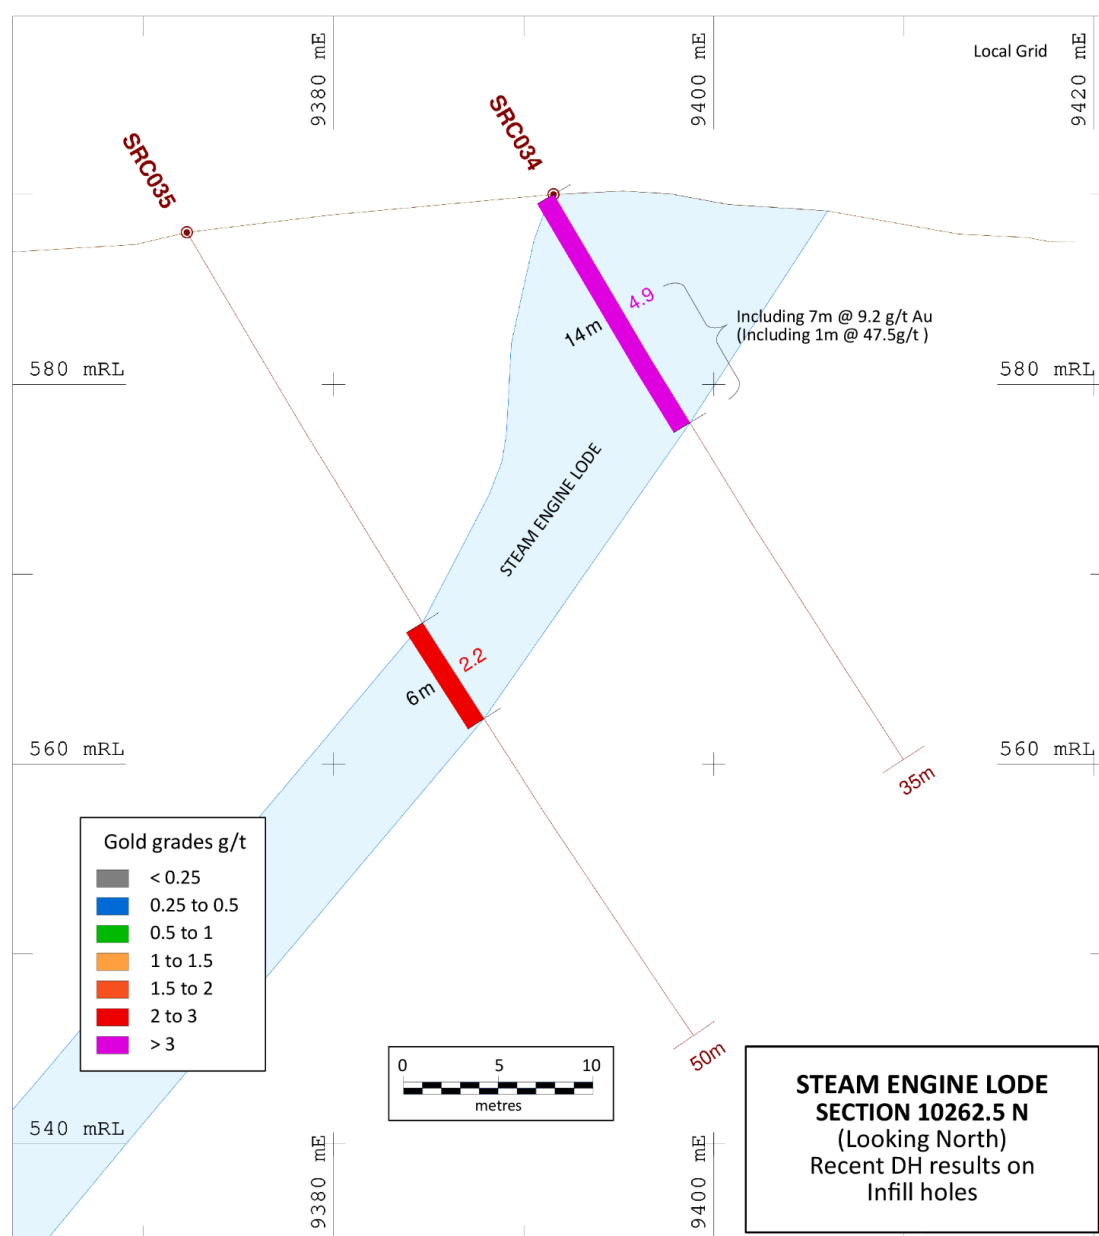 Local Grid
9380 mE
9400 mE
9420 mE
SRC035
SRC034
4.9
14m
Including 7m @ 9.2 g/t Au
(Including 1m @ 47.5g/t )
580 mRL
580 mRL
STEAM ENGINE LODE
2.2
6m
560 mRL
560 mRL
35m
Gold grades g/t
< 0.25
0.25 to 0.5
0.5 to 1
1 to 1.5
1.5 to 2
2 to 3
> 3
50m
0 5 10
metres
540 mRL
9380 mE
9400 mE
STEAM ENGINE LODE
SECTION 10262.5 N
(Looking North)
Recent DH results on
Infill holes